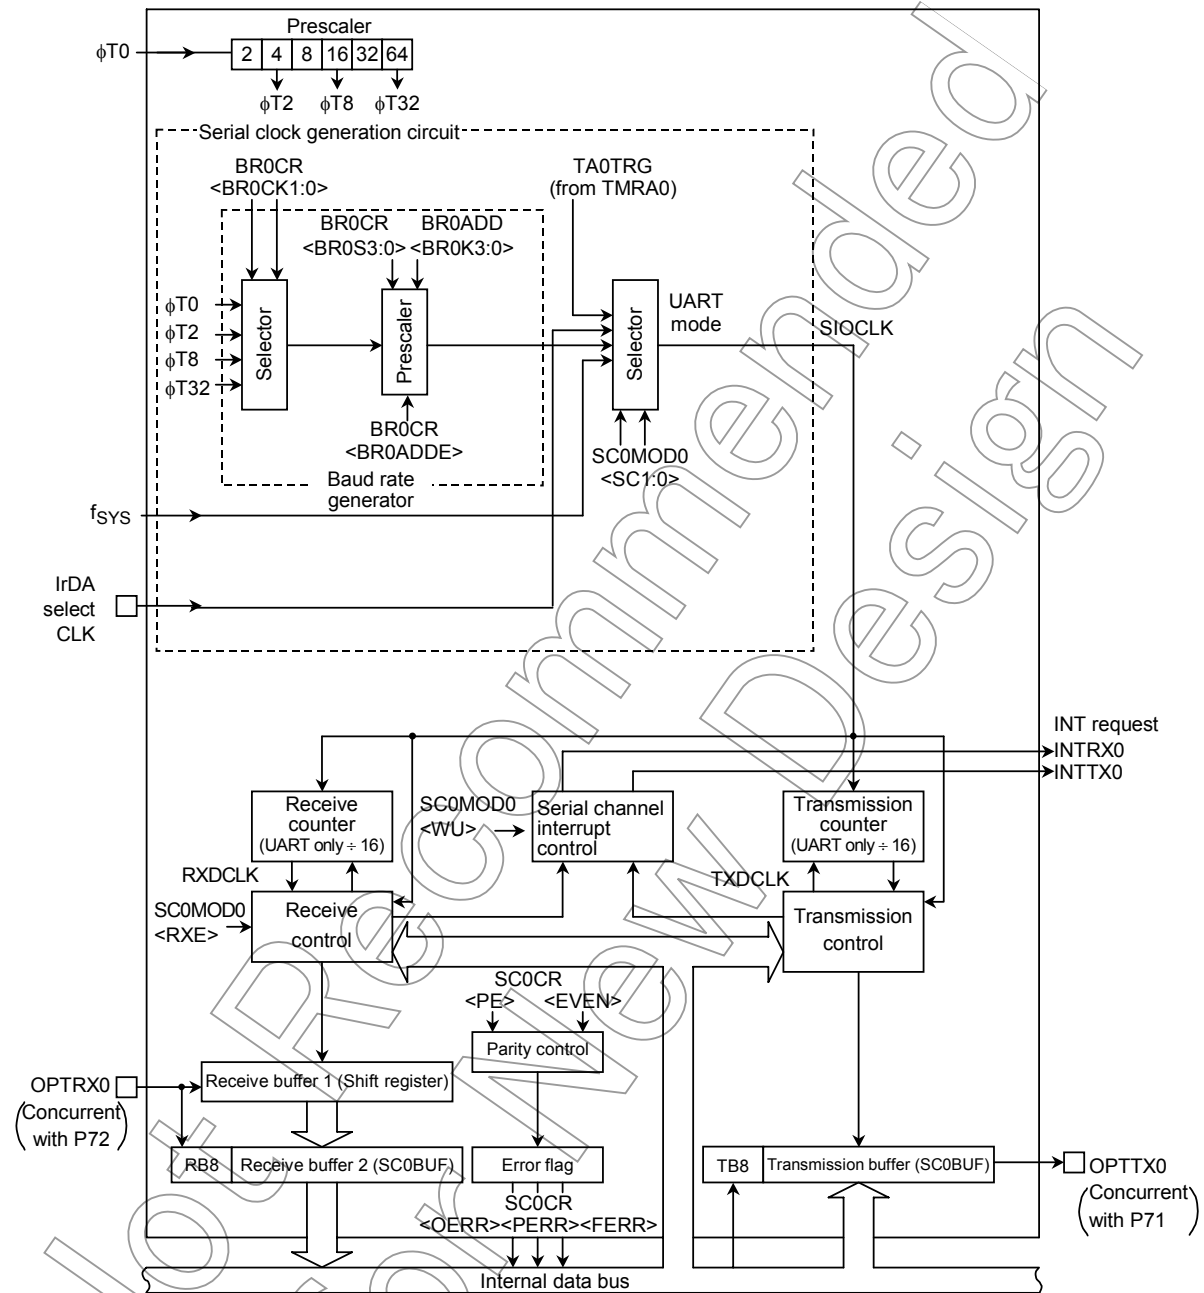 Prescaler
φT0
2 4 8 16 32 64
φT2 φT8 φT32
Serial clock generation circuit
BR0CR
<BR0CK1:0>
TA0TRG
(from TMRA0)
BR0CR
<BR0S3:0>
BR0ADD
<BR0K3:0>
φT0
φT2
φT8
φT32
Selector
Prescaler
Selector
UART
mode
SIOCLK
BR0CR
<BR0ADDE>
SC0MOD0
<SC1:0>
Baud rate
generator
fSYS
IrDA
select
CLK
INT request
INTRX0
INTTX0
Receive
counter
(UART only ÷ 16)
SC0MOD0
<WU>
Serial channel
interrupt
control
Transmission
counter
(UART only ÷ 16)
RXDCLK
TXDCLK
SC0MOD0
<RXE>
Receive
control
Transmission
control
SC0CR
<PE>
<EVEN>
Parity control
OPTRX0
(Concurrent
with P72)
Receive buffer 1 (Shift register)
RB8
Receive buffer 2 (SC0BUF)
Error flag
TB8
Transmission buffer (SC0BUF)
OPTTX0
(Concurrent
with P71)
SC0CR
<OERR><PERR><FERR>
Internal data bus
Not Recommended
for New Design